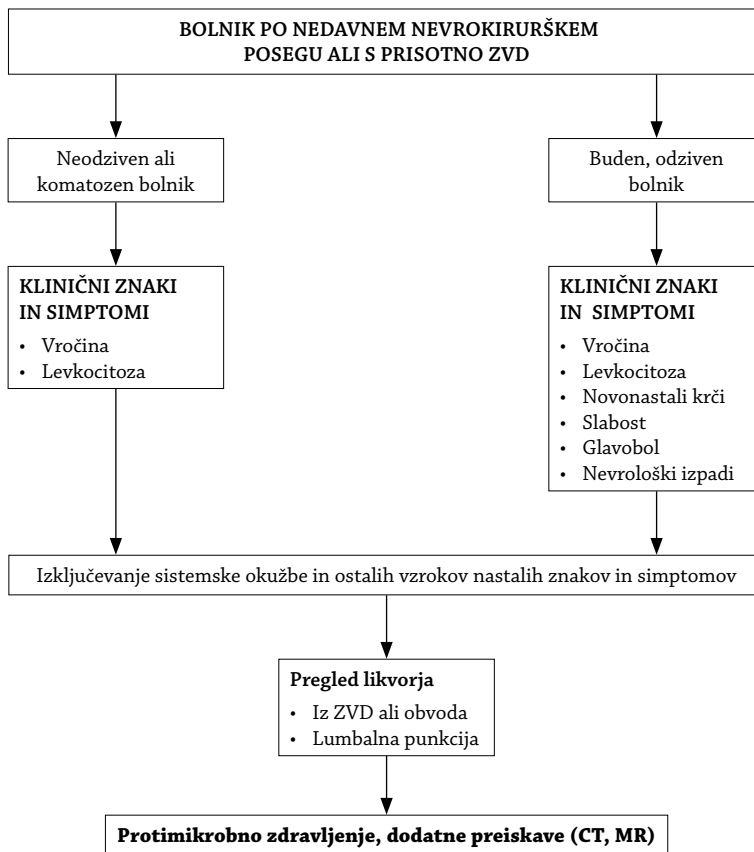 BOLNIK PO NEDAVNEM NEVROKIRURŠKEM
POSEGU ALI S PRISOTNO ZVD
Neodziven ali
komatozen bolnik
Buden, odziven
bolnik
KLINIČNI ZNAKI
IN SIMPTOMI
• Vročina
• Levkocitoza
KLINIČNI ZNAKI
IN SIMPTOMI
• Vročina
• Levkocitoza
• Novonastali krči
• Slabost
• Glavobol
• Nevrološki izpadi
Izključevanje sistemske okužbe in ostalih vzrokov nastalih znakov in simptomov
Pregled likvorja
• Iz ZVD ali obvoda
• Lumbalna punkcija
Protimikrobno zdravljenje, dodatne preiskave (CT, MR)